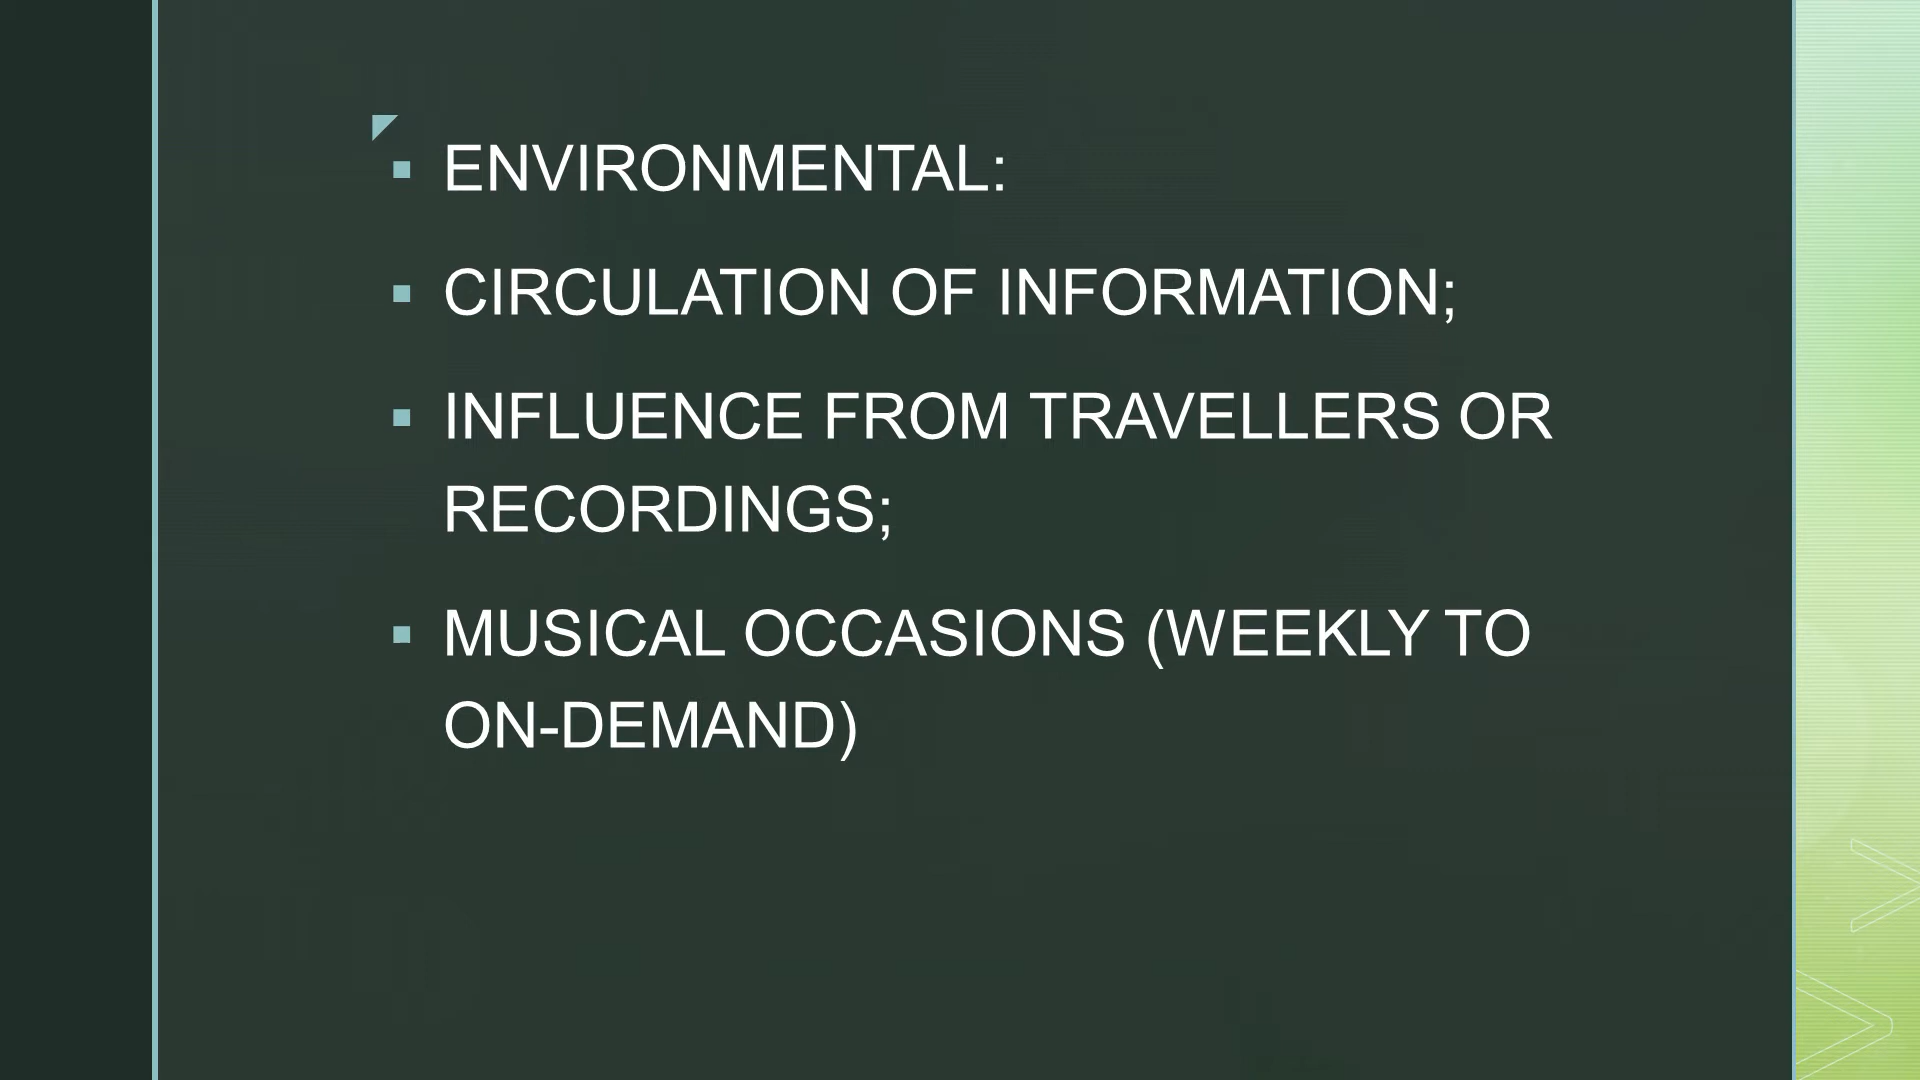 ENVIRONMENTAL:
CIRCULATION OF INFORMATION;
INFLUENCE FROM TRAVELLERS OR
RECORDINGS;
MUSICAL OCCASIONS (WEEKLY TO
ON-DEMAND)